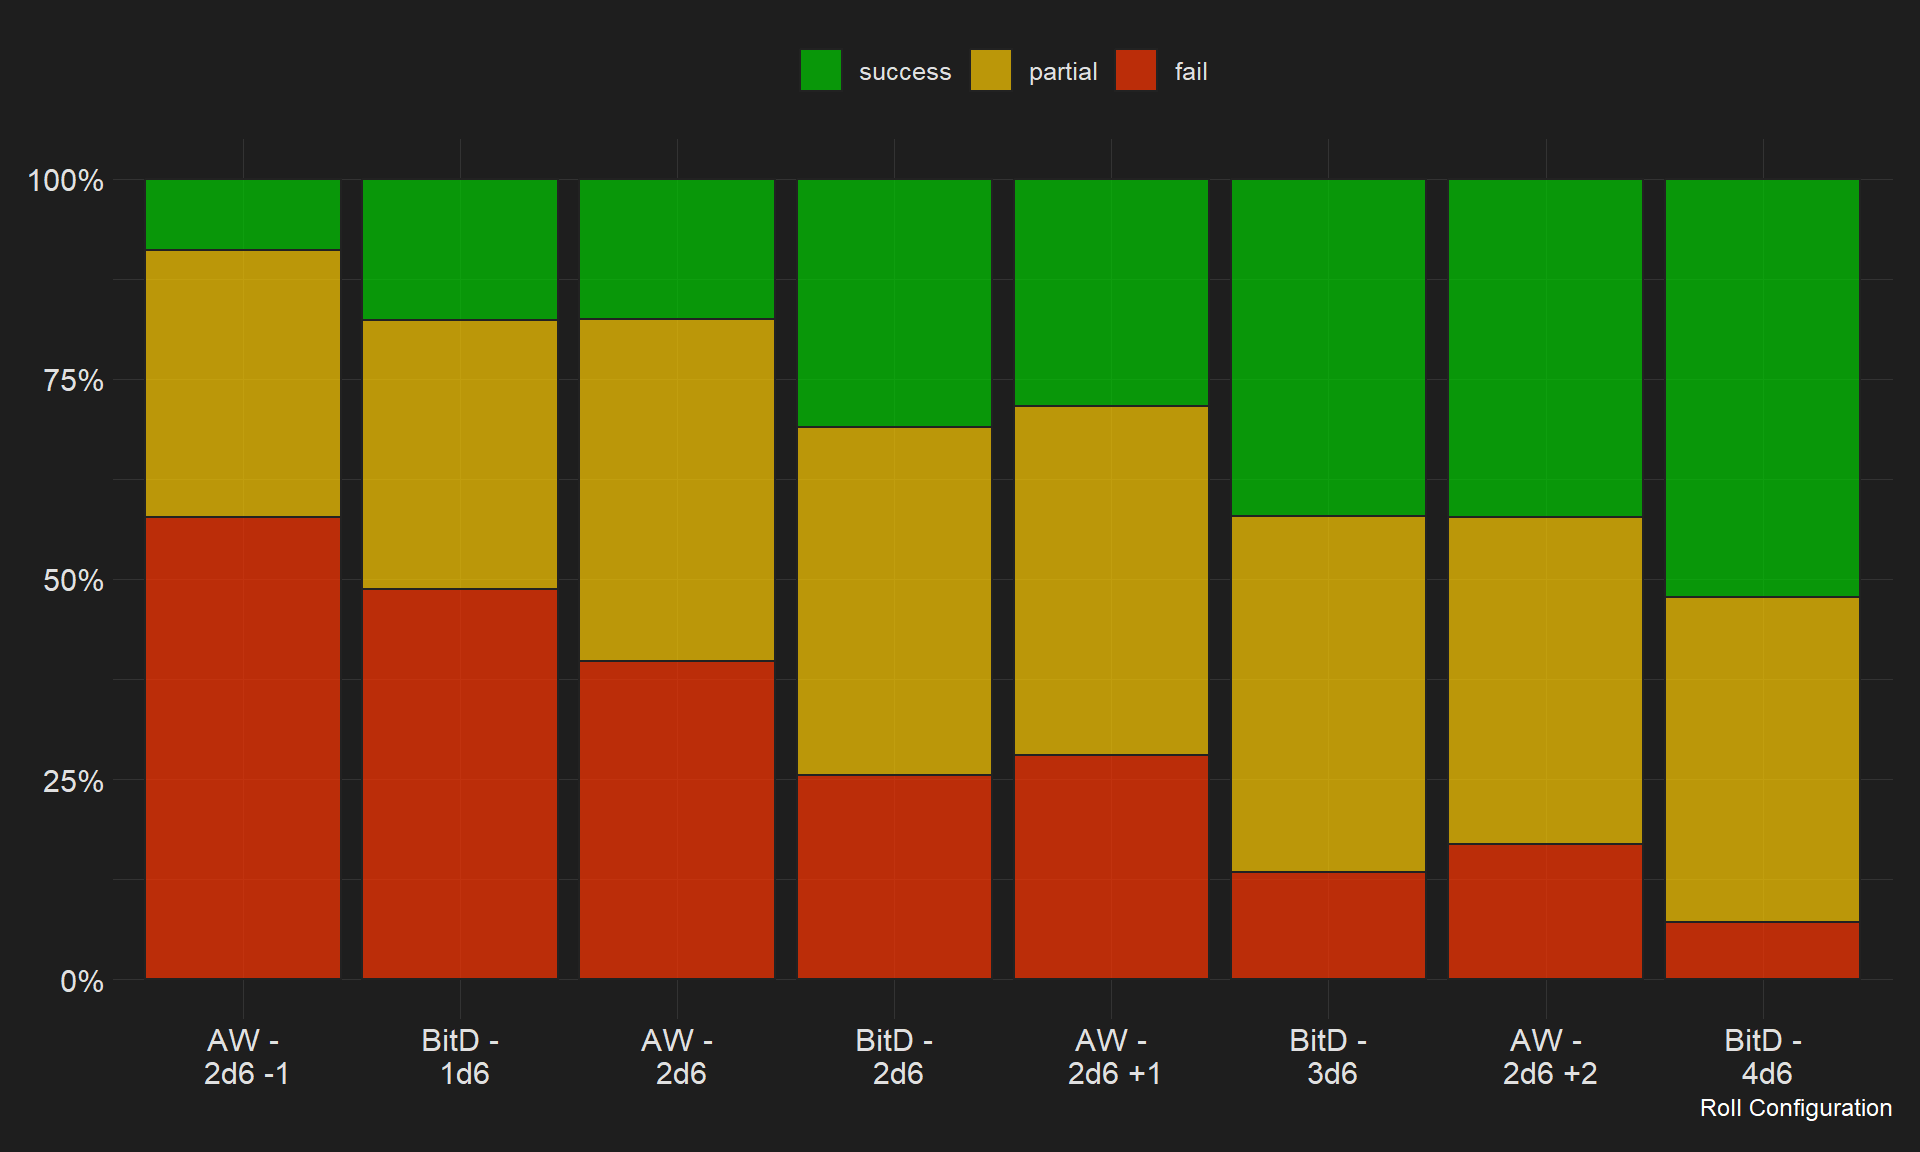 success partial fail
100%
75%
50%
25%
0%
AW - BitD - AW - BitD - AW - BitD - AW - BitD -
2d6 -1 1d6 2d6 2d6 2d6 +1 3d6 2d6 +2 4d6
Roll Configuration